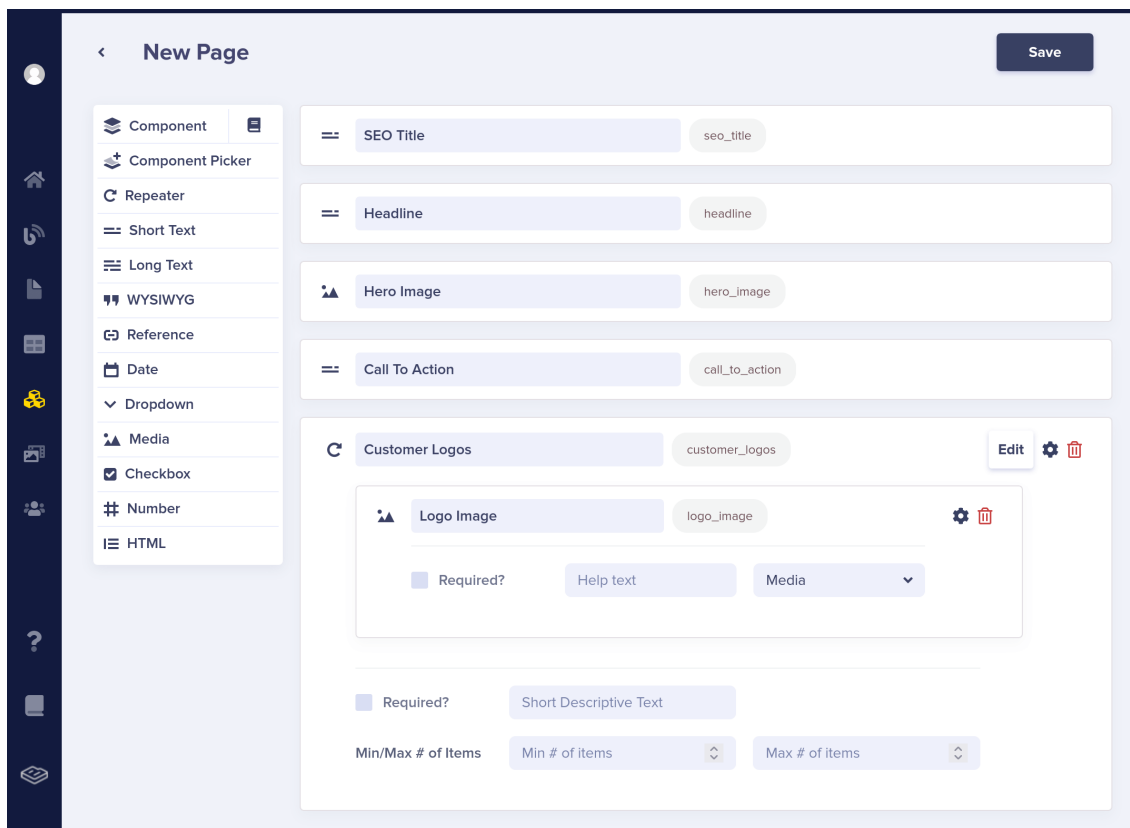 New Page
Save
Component
Component Picker
Repeater
Short Text
Long Text
WYSIWYG
Reference
Date
Dropdown
Media
Checkbox
Number
HTML
SEO Title seo_title
Headline headline
Hero Image hero_image
Call To Action call_to_action
Customer Logos customer_logos Edit
Logo Image logo_image
Required? Help text Media
Required? Short Descriptive Text
Min/Max # of Items Min # of items Max # of items